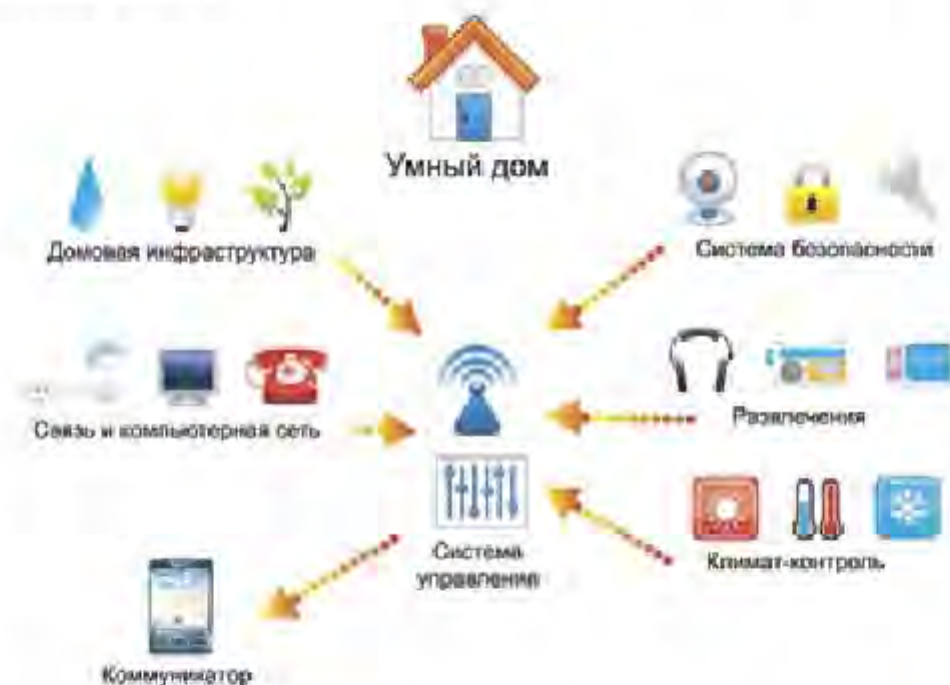 Умный дом
Домовая инфраструктура
Система безопасности
Связь и компьютерная сеть
Развлечения
Система
управления
Климат-контроль
Коммуникатор